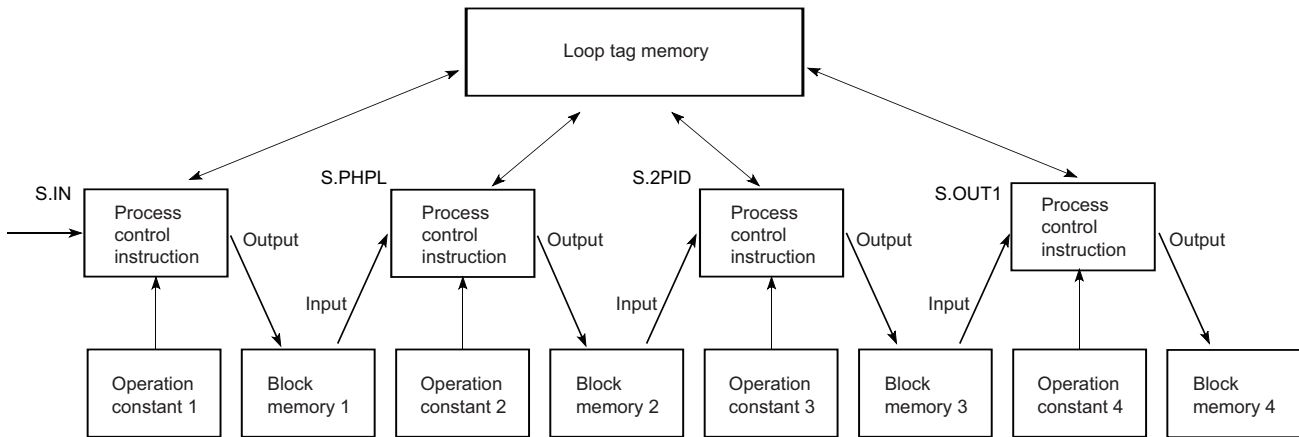 Loop tag memory
S.IN
S.PHPL
S.2PID
S.OUT1
Process
control
instruction
Process
control
instruction
Process
control
instruction
Process
control
instruction
Output
Output
Output
Output
Input
Input
Input
Operation
constant 1
Block
memory 1
Operation
constant 2
Block
memory 2
Operation
constant 3
Block
memory 3
Operation
constant 4
Block
memory 4